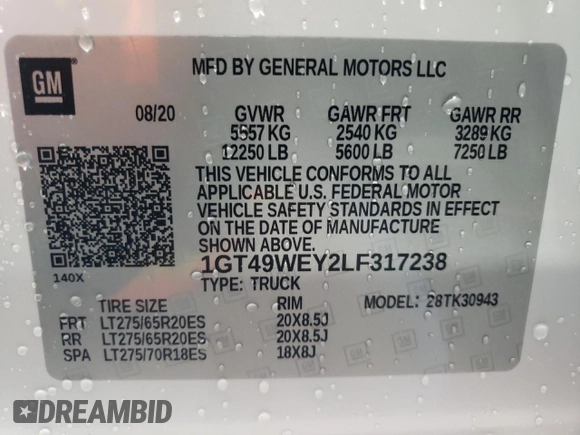 GM
MFD BY GENERAL MOTORS LLC
08/20 GVWR GAWR FRT GAWR RR
5557 KG 2540 KG 3289 KG
12250 LB 5600 LB 7250 LB
THIS VEHICLE CONFORMS TO ALL
APPLICABLE U.S. FEDERAL MOTOR
VEHICLE SAFETY STANDARDS IN EFFECT
ON THE DATE OF MANUFACTURE
SHOWN ABOVE.
140X
1GT49WEY2LF317238
TYPE: TRUCK MODEL: 28TK30943
TIRE SIZE RIM
FRT LT275/65R20ES 20X8.5J
RR LT275/65R20ES 20X8.5J
SPA LT275/70R18ES 18X8J
DREAMBID